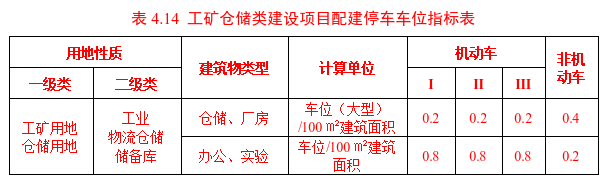 表 4.14 工矿仓储类建设项目配建停车车位指标表
用地性质 建筑物类型 计算单位 机动车 非机动车
一级类 二级类 I II III
工矿用地
仓储用地
工业
物流仓储
储备库
仓储、厂房 车位（大型）
/100 ㎡建筑面积 0.2 0.2 0.2 0.4
办公、实验 车位/100 ㎡建筑
面积 0.8 0.8 0.8 0.2